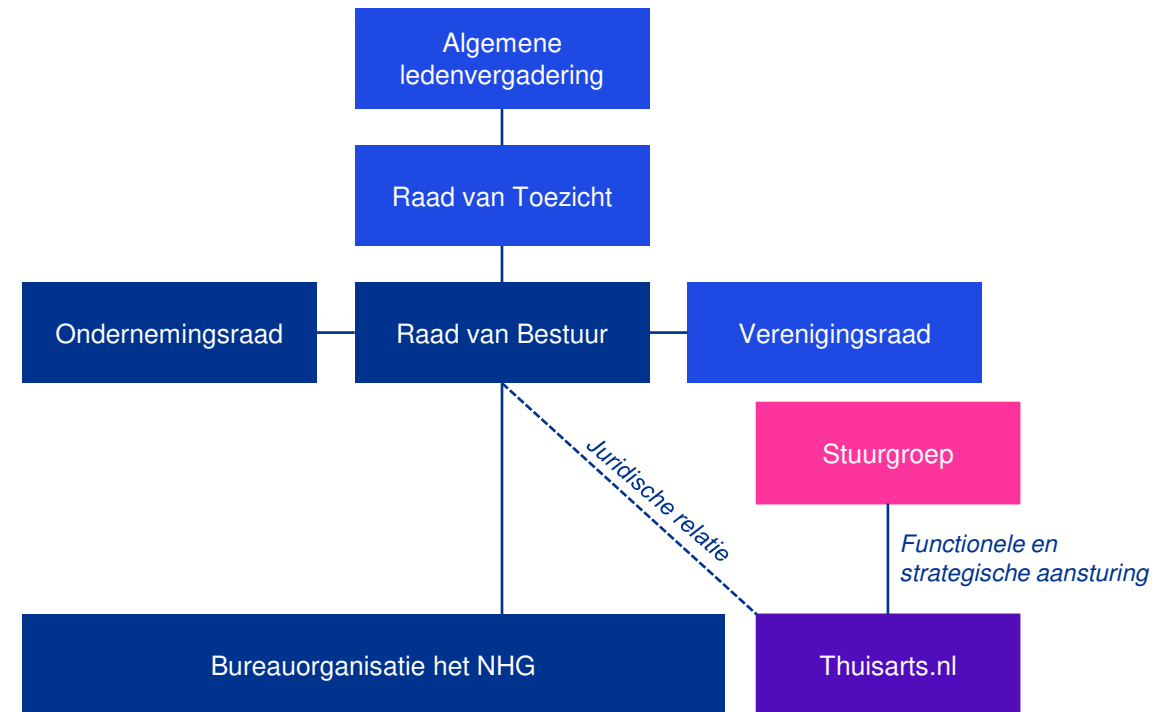 Algemene
ledenvergadering
Raad van Toezicht
Ondernemingsraad
Raad van Bestuur
Verenigingsraad
Stuurgroep
Juridische relatie
Functionele en
strategische aansturing
Bureauorganisatie het NHG
Thuisarts.nl